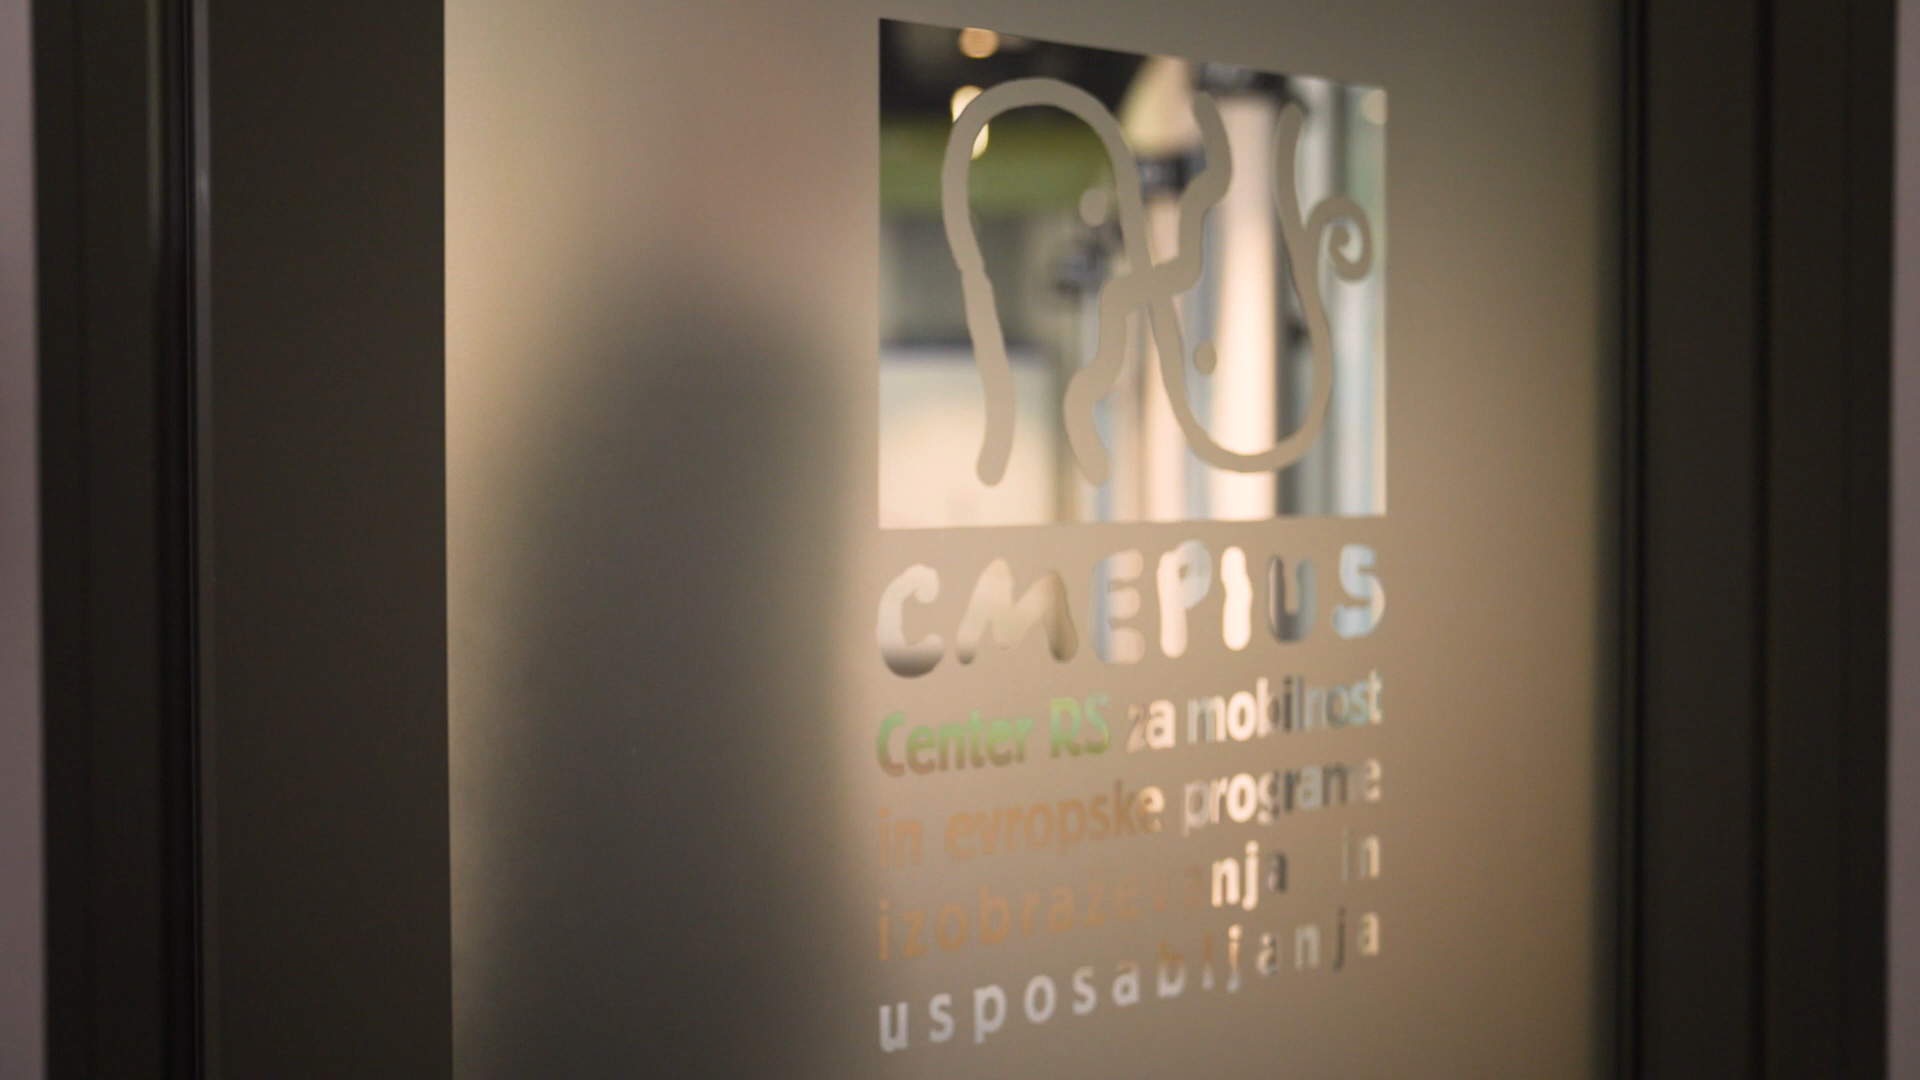 CMEPIUS
Center RS za mobilnost
in evropske programe
izobraževanja in
usposabljanja